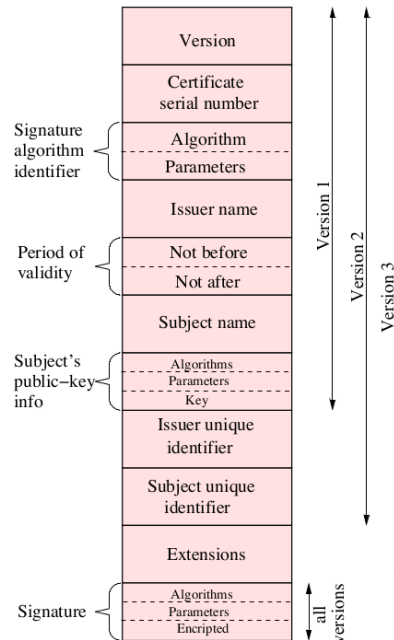 Version
Certificate
serial number
Signature
algorithm
identifier
Algorithm
Parameters
Issuer name
Period of
validity
Not before
Not after
Subject name
Subject's
public-key
info
Algorithms
Parameters
Key
Issuer unique
identifier
Subject unique
identifier
Extensions
Signature
Algorithms
Parameters
Encripted
Version 1
Version 2
Version 3
all
versions